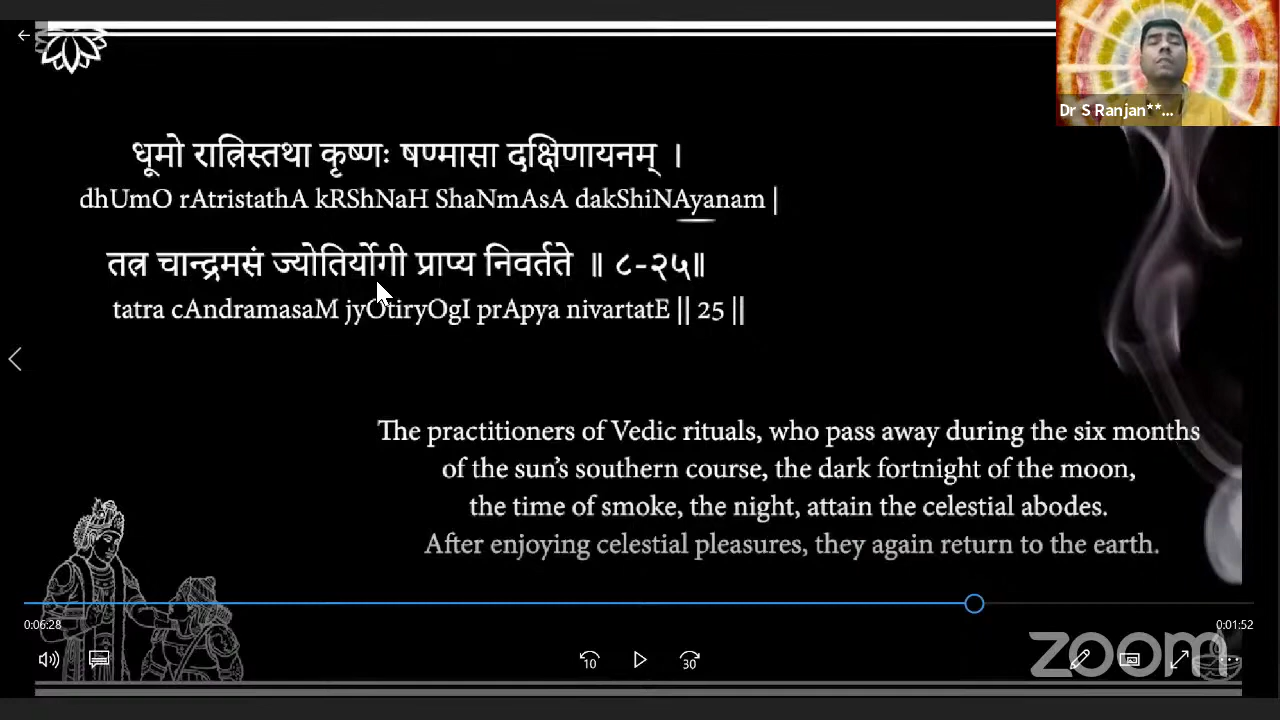 Dr S Ranjan**...
धूमो रात्रिस्तथा कृष्णः षण्मासा दक्षिणायनम् ।
dhUmO rAtristathA kRShNaH ShaNmAsA dakShiNAyanam |
तत्र चान्द्रमसं ज्योतिर्योगी प्राप्य निवर्तते ॥ ८-२५॥
tatra cAndramasaM jyOtiryOgI prApya nivartatE || 25 ||
The practitioners of Vedic rituals, who pass away during the six months
of the sun’s southern course, the dark fortnight of the moon,
the time of smoke, the night, attain the celestial abodes.
After enjoying celestial pleasures, they again return to the earth.
0:06:28
0:01:52
10
30
zoom